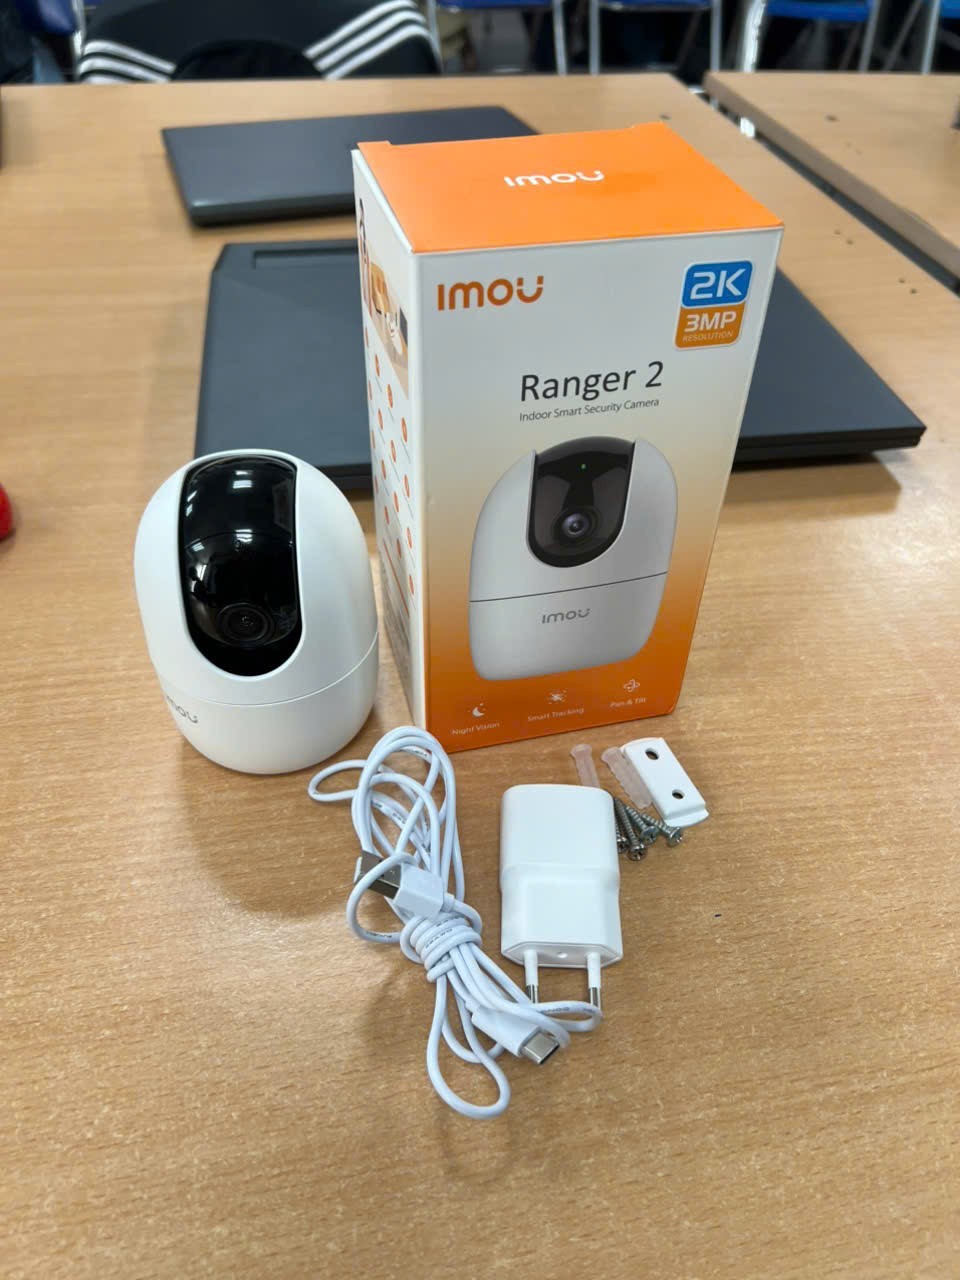 imou
imou
2K
3MP
RESOLUTION
Ranger 2
Indoor Smart Security Camera
imou
Night Vision
Smart Tracking
Pan & Tilt
imou